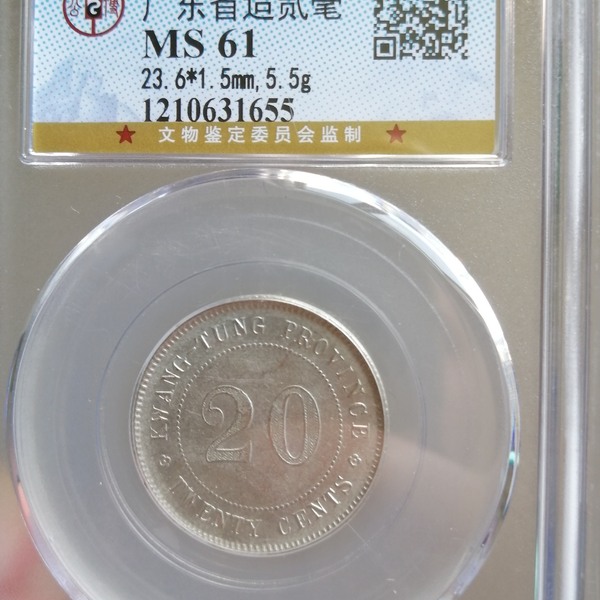 广东省造贰毫
MS 61
23.6*1.5mm,5.5g
1210631655
★ 文物鉴定委员会监制 ★
KWANG-TUNG PROVINCE
20
TWENTY CENTS